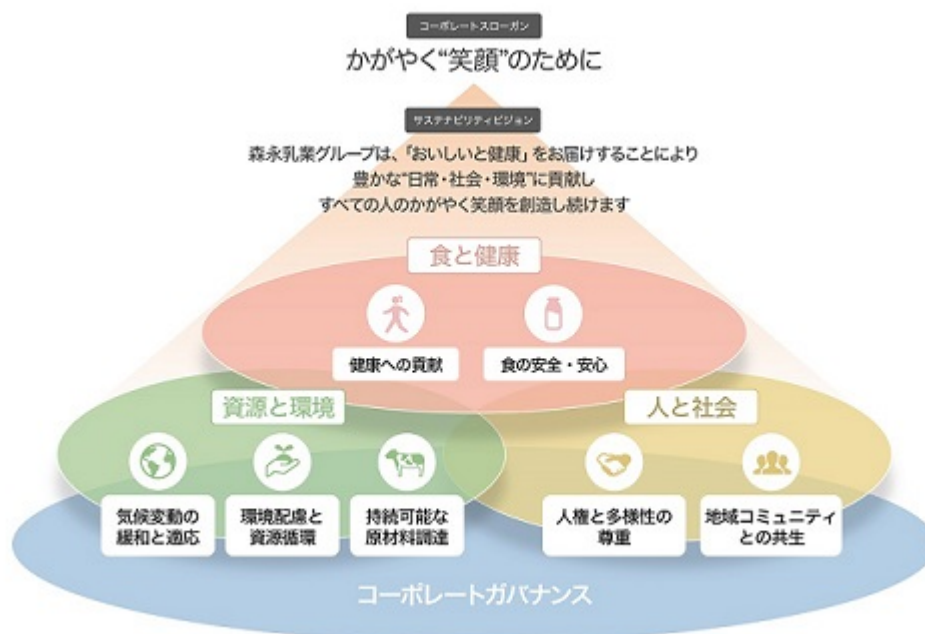 コーポレートスローガン
かがやく“笑顔”のために
サステナビリティビジョン
森永乳業グループは、「おいしいと健康」をお届けすることにより
豊かな“日常・社会・環境”に貢献し
すべての人のかがやく笑顔を創造し続けます
食と健康
健康への貢献
食の安全・安心
資源と環境
気候変動の
緩和と適応
環境配慮と
資源循環
持続可能な
原材料調達
人と社会
人権と多様性の
尊重
地域コミュニティ
との共生
コーポレートガバナンス